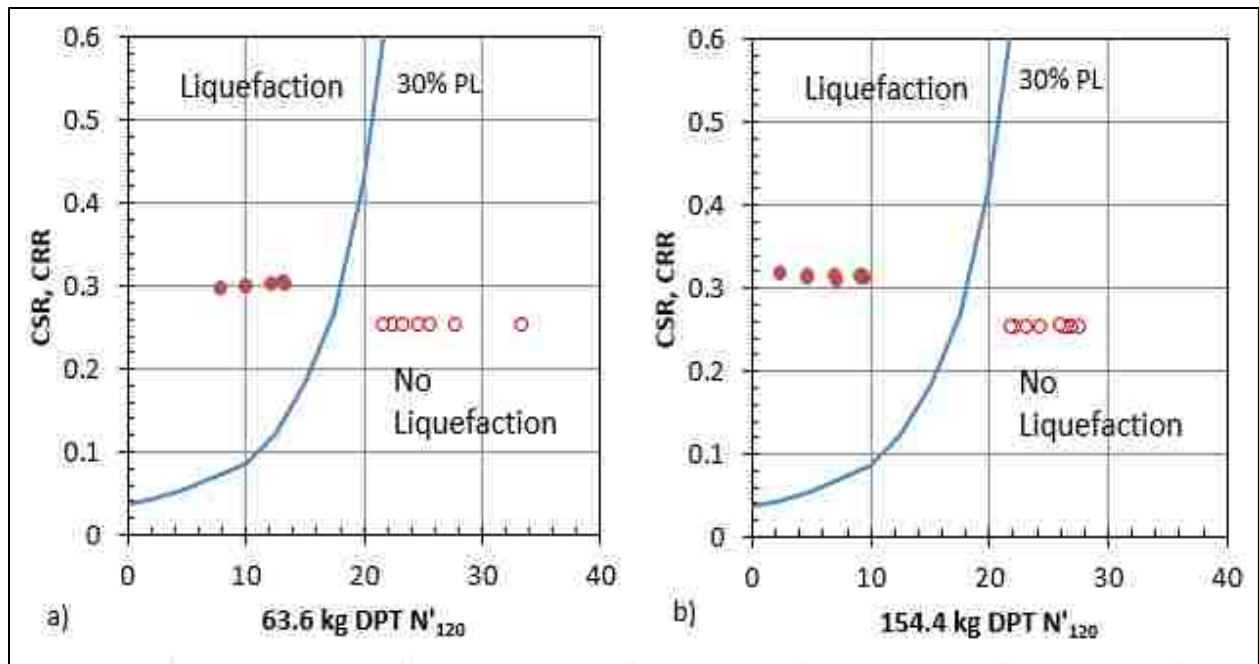 0.6
0.5
0.4
0.3
0.2
0.1
0
CSR, CRR
Liquefaction
30% PL
No
Liquefaction
0 10 20 30 40
a) 63.6 kg DPT N'120
0.6
0.5
0.4
0.3
0.2
0.1
0
CSR, CRR
Liquefaction
30% PL
No
Liquefaction
0 10 20 30 40
b) 154.4 kg DPT N'120